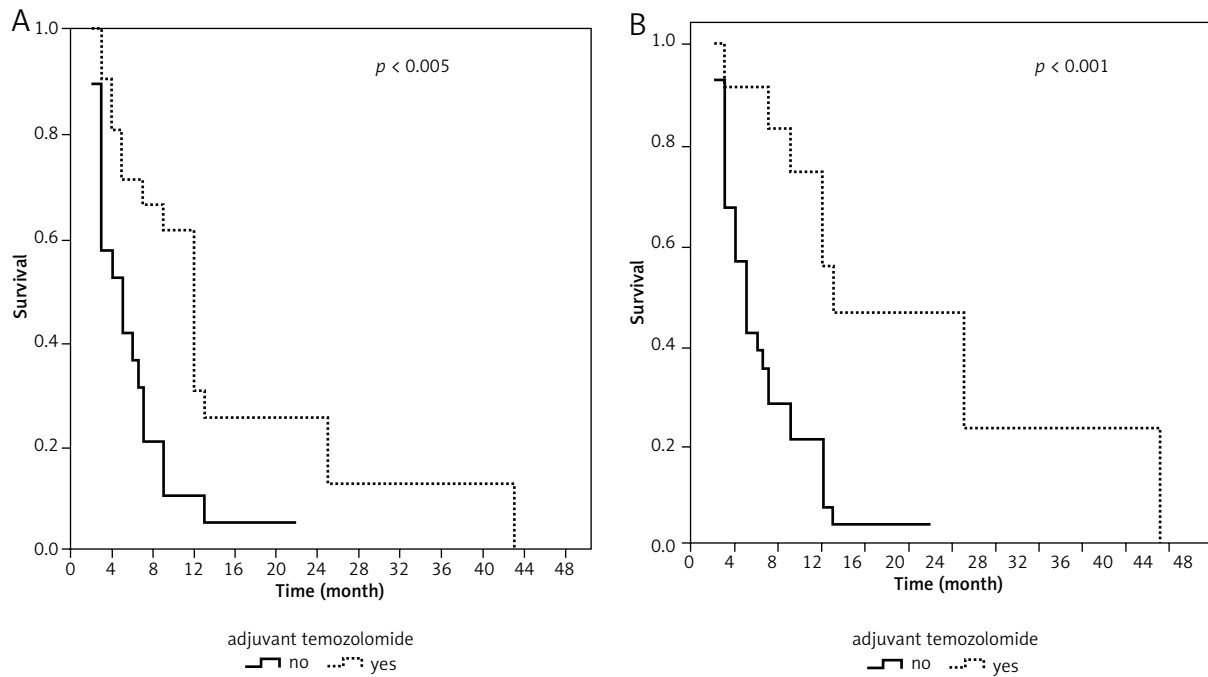 A
p < 0.005
Survival
1.0
0.8
0.6
0.4
0.2
0.0
0 4 8 12 16 20 24 28 32 36 40 44 48
Time (month)
adjuvant temozolomide
no yes
B
p < 0.001
Survival
1.0
0.8
0.6
0.4
0.2
0.0
0 4 8 12 16 20 24 28 32 36 40 44 48
Time (month)
adjuvant temozolomide
no yes